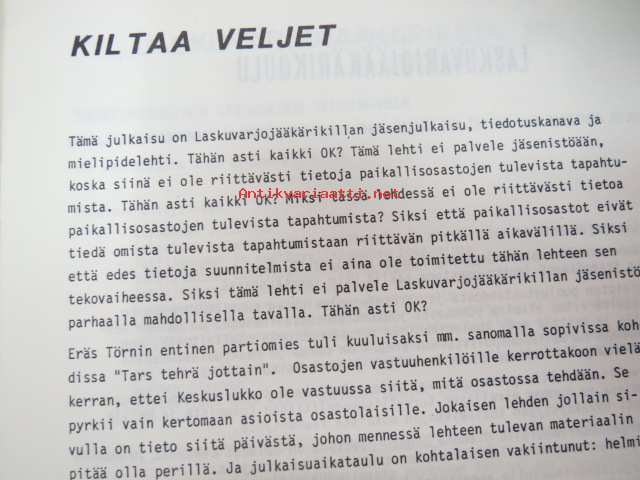 KILTAA VELJET
Tämä julkaisu on Laskuvarjojääkärikillan jäsenjulkaisu, tiedotuskanava ja
mielipidelehti. Tähän asti kaikki OK? Tämä lehti ei palvele jäsenistöään,
koska siinä ei ole riittävästi tietoja paikallisosastojen tulevista tapahtu-
mista. Tähän asti kaikki OK? Miksi tässä lehdessä ei ole riittävästi tietoa
Antikvariaatti.net
paikallisosastojen tulevista tapahtumista? Siksi että paikallisosastot eivät
tiedä omista tulevista tapahtumistaan riittävän pitkällä aikavälillä. Siksi
että edes tietoja suunnitelmista ei aina ole toimitettu tähän lehteen sen
tekovaiheessa. Siksi tämä lehti ei palvele Laskuvarjojääkärikillan jäsenistö
parhaalla mahdollisella tavalla. Tähän asti OK?
Eräs Törnin entinen partiomies tuli kuuluisaksi mm. sanomalla sopivissa koh
dissa "Tars tehrä jottain". Osastojen vastuuhenkilöille kerrottakoon vielä
kerran, ettei Keskuslukko ole vastuussa siitä, mitä osastossa tehdään. Se
pyrkii vain kertomaan asioista osastolaisille. Jokaisen lehden jollain si-
vulla on tieto siitä päivästä, johon mennessä lehteen tulevan materiaalin
pitää olla perillä. Ja julkaisuaikataulu on kohtalaisen vakiintunut: helmi